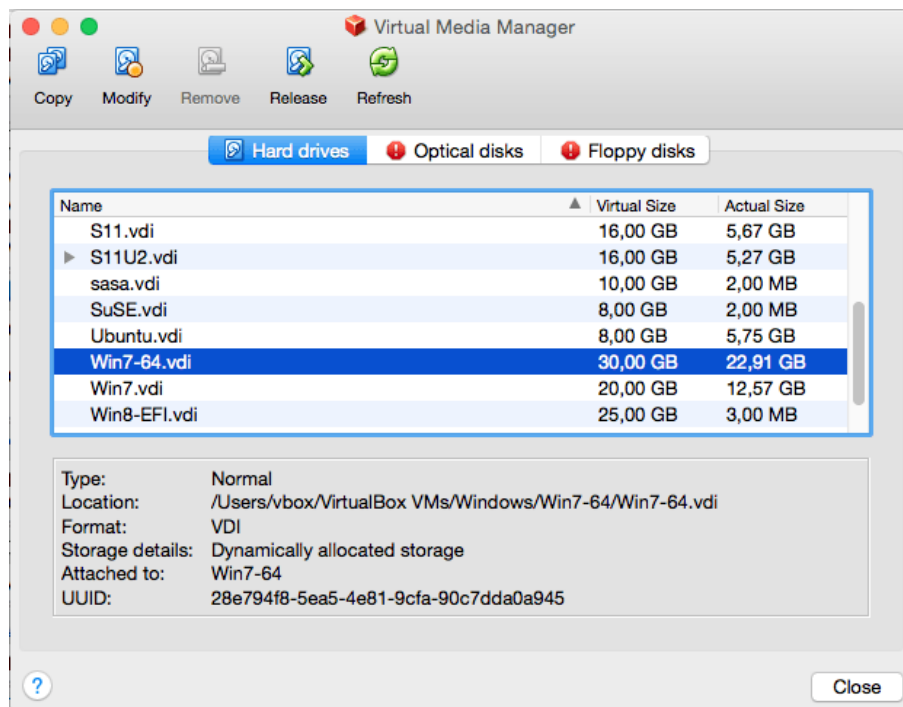 Virtual Media Manager
Copy Modify Remove Release Refresh
Hard drives Optical disks Floppy disks
Name Virtual Size Actual Size
S11.vdi 16,00 GB 5,67 GB
S11U2.vdi 16,00 GB 5,27 GB
sasa.vdi 10,00 GB 2,00 MB
SuSE.vdi 8,00 GB 2,00 MB
Ubuntu.vdi 8,00 GB 5,75 GB
Win7-64.vdi 30,00 GB 22,91 GB
Win7.vdi 20,00 GB 12,57 GB
Win8-EFI.vdi 25,00 GB 3,00 MB
Type: Normal
Location: /Users/vbox/VirtualBox VMs/Windows/Win7-64/Win7-64.vdi
Format: VDI
Storage details: Dynamically allocated storage
Attached to: Win7-64
UUID: 28e794f8-5ea5-4e81-9cfa-90c7dda0a945
? Close